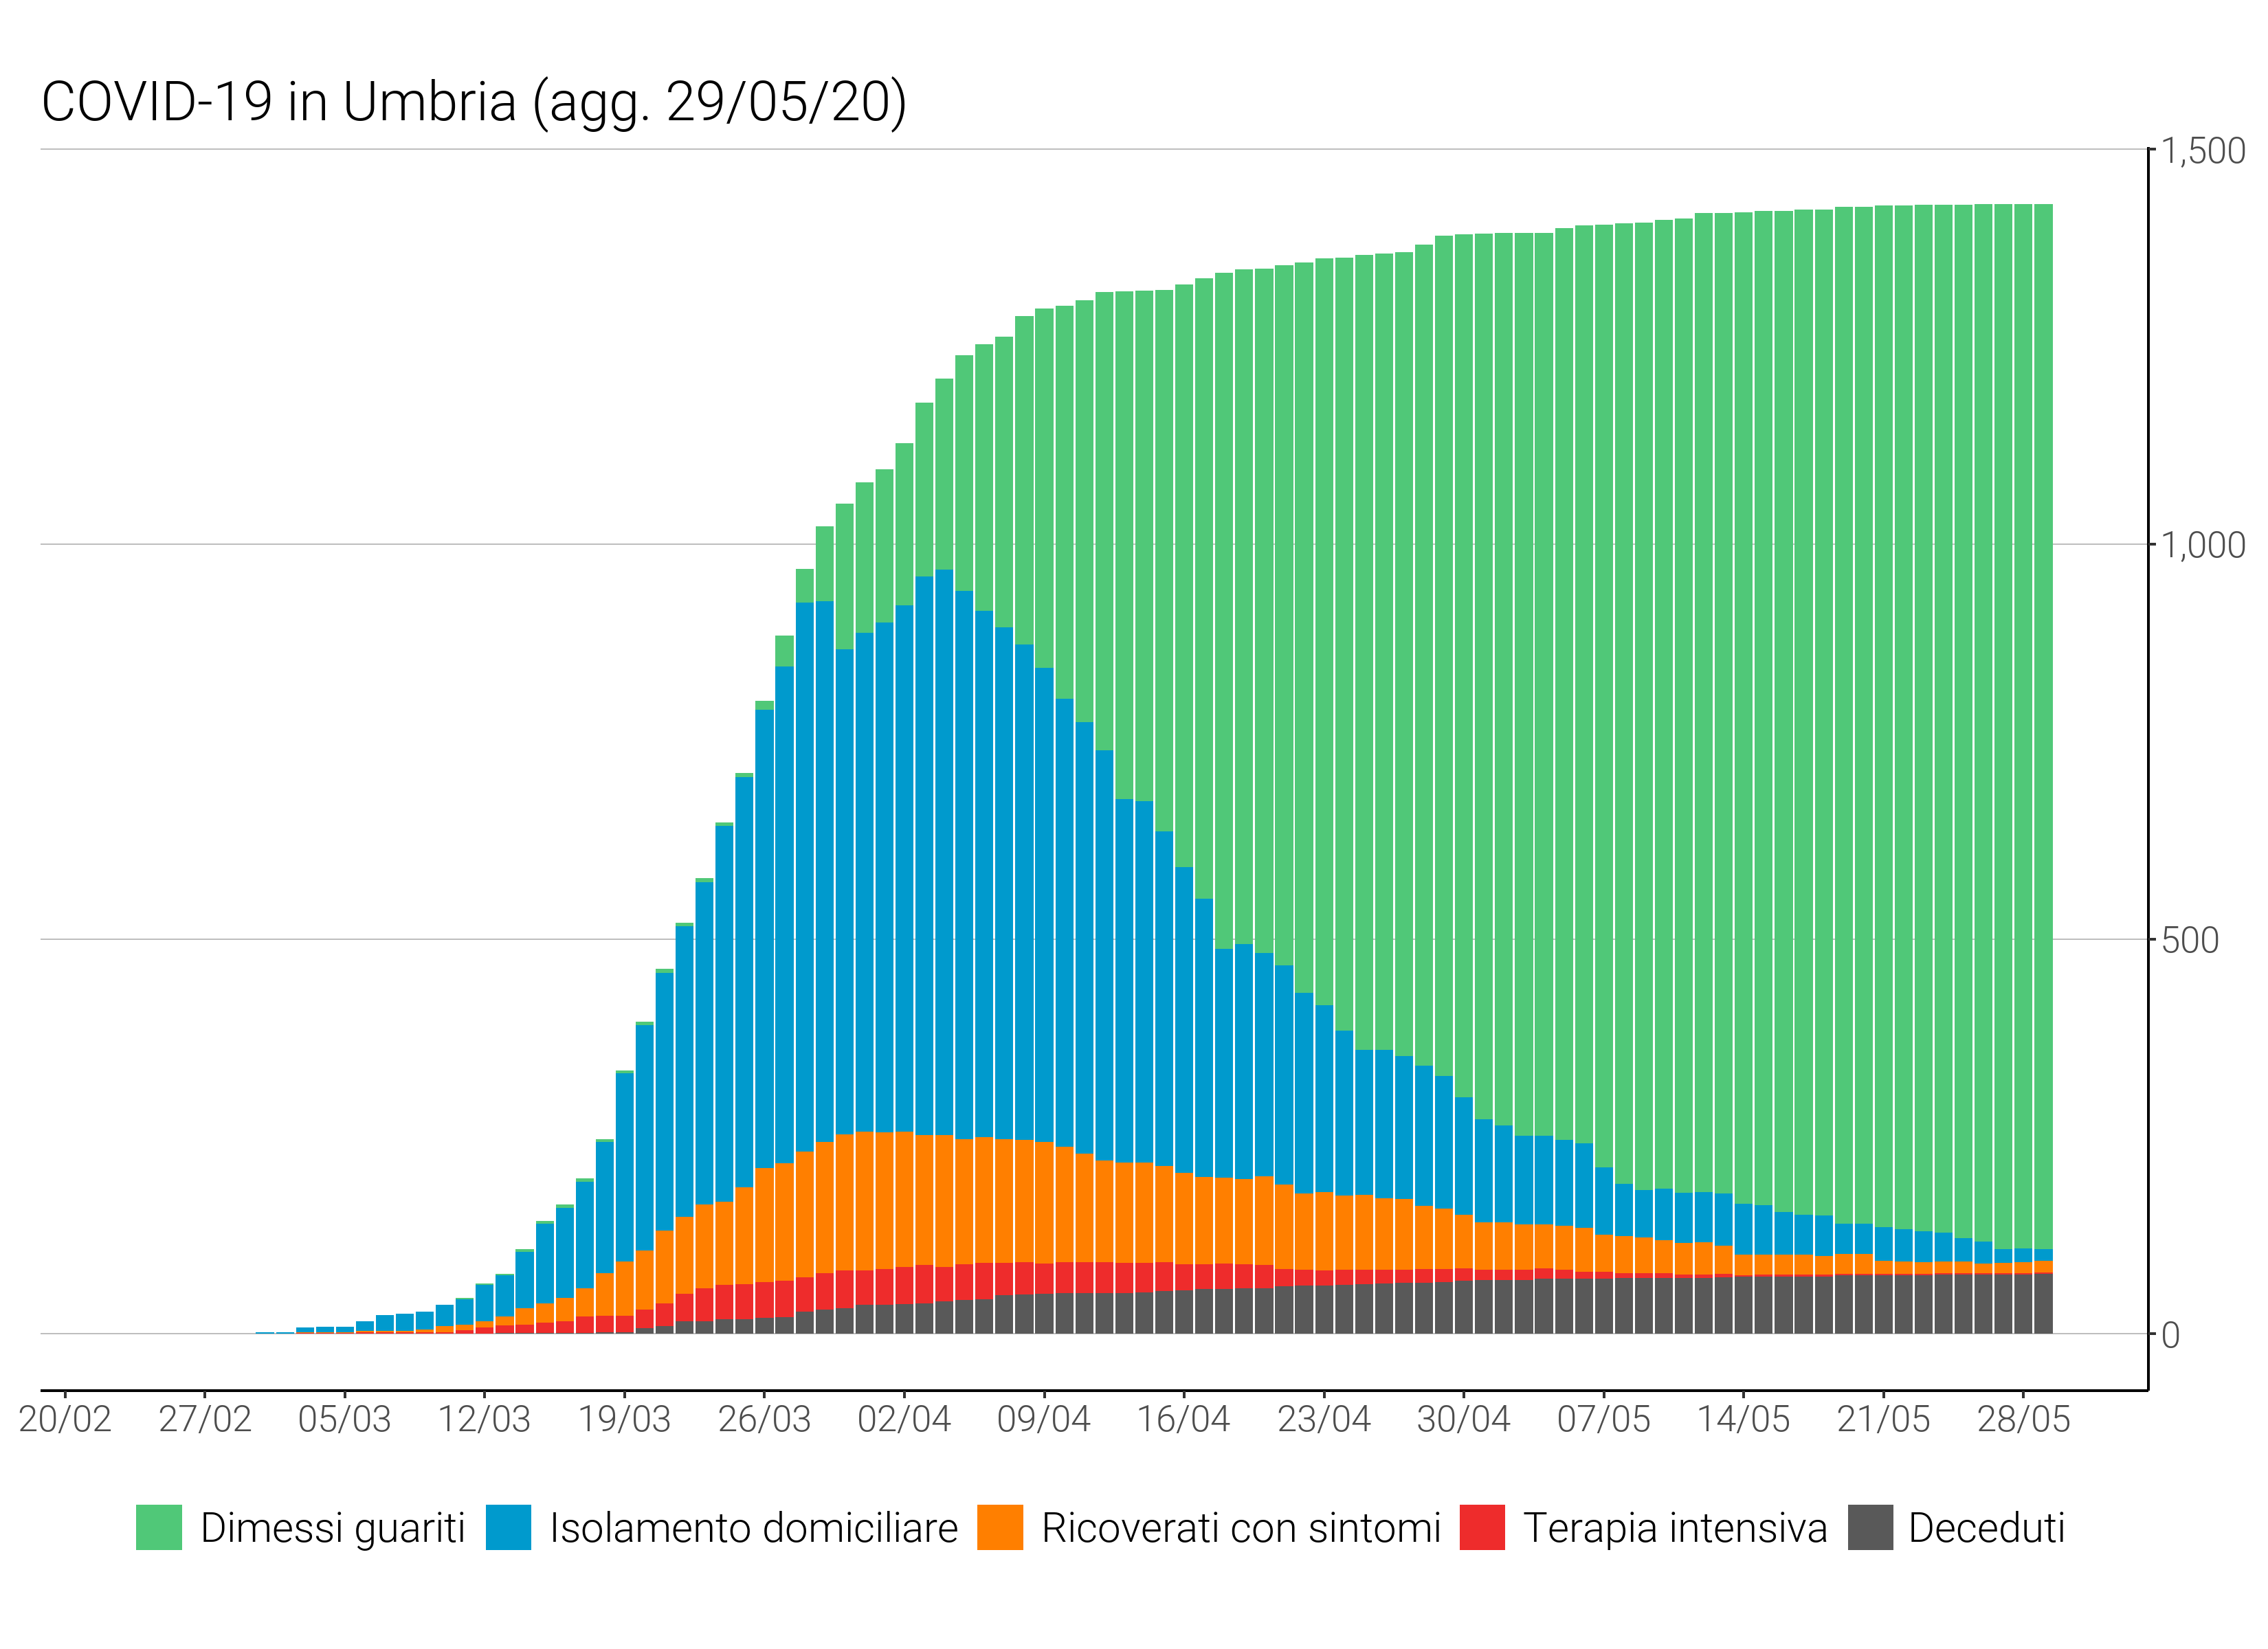 COVID-19 in Umbria (agg. 29/05/20)
1,500
1,000
500
0
20/02 27/02 05/03 12/03 19/03 26/03 02/04 09/04 16/04 23/04 30/04 07/05 14/05 21/05 28/05
Dimessi guariti Isolamento domiciliare Ricoverati con sintomi Terapia intensiva Deceduti